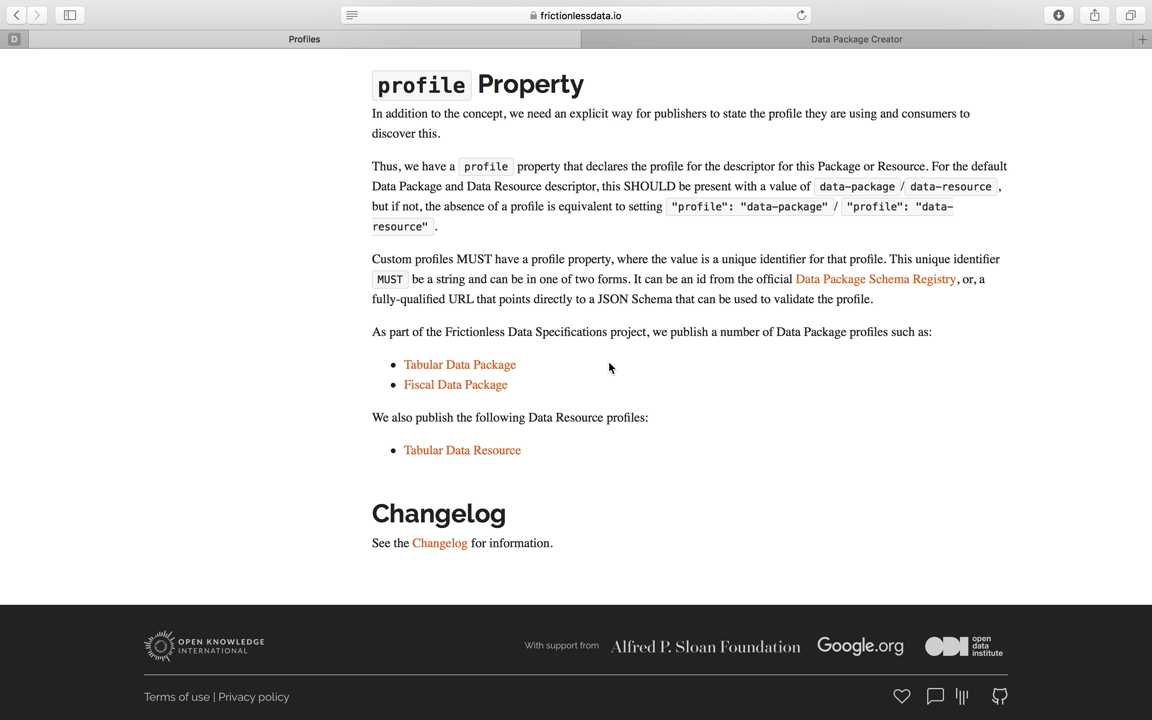 frictionlessdata.io
D
Profiles
Data Package Creator
profile Property
In addition to the concept, we need an explicit way for publishers to state the profile they are using and consumers to
discover this.
Thus, we have a profile property that declares the profile for the descriptor for this Package or Resource. For the default
Data Package and Data Resource descriptor, this SHOULD be present with a value of data-package / data-resource ,
but if not, the absence of a profile is equivalent to setting "profile": "data-package" / "profile": "data-
resource" .
Custom profiles MUST have a profile property, where the value is a unique identifier for that profile. This unique identifier
MUST be a string and can be in one of two forms. It can be an id from the official Data Package Schema Registry, or, a
fully-qualified URL that points directly to a JSON Schema that can be used to validate the profile.
As part of the Frictionless Data Specifications project, we publish a number of Data Package profiles such as:
• Tabular Data Package
• Fiscal Data Package
We also publish the following Data Resource profiles:
• Tabular Data Resource
Changelog
See the Changelog for information.
OPEN KNOWLEDGE
INTERNATIONAL
With support from Alfred P. Sloan Foundation Google.org ODI open
data
institute
Terms of use | Privacy policy